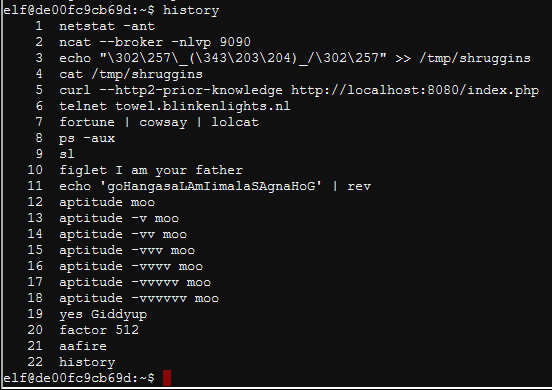 elf@de00fc9cb69d:~$ history
1 netstat -ant
2 ncat --broker -nlvp 9090
3 echo "\302\257\_(\343\203\204)_/\302\257" >> /tmp/shruggins
4 cat /tmp/shruggins
5 curl --http2-prior-knowledge http://localhost:8080/index.php
6 telnet towel.blinkenlights.nl
7 fortune | cowsay | lolcat
8 ps -aux
9 sl
10 figlet I am your father
11 echo 'goHangasaLAmIimalaSAgnaHoG' | rev
12 aptitude moo
13 aptitude -v moo
14 aptitude -vv moo
15 aptitude -vvv moo
16 aptitude -vvvv moo
17 aptitude -vvvvv moo
18 aptitude -vvvvvv moo
19 yes Giddyup
20 factor 512
21 aafire
22 history
elf@de00fc9cb69d:~$